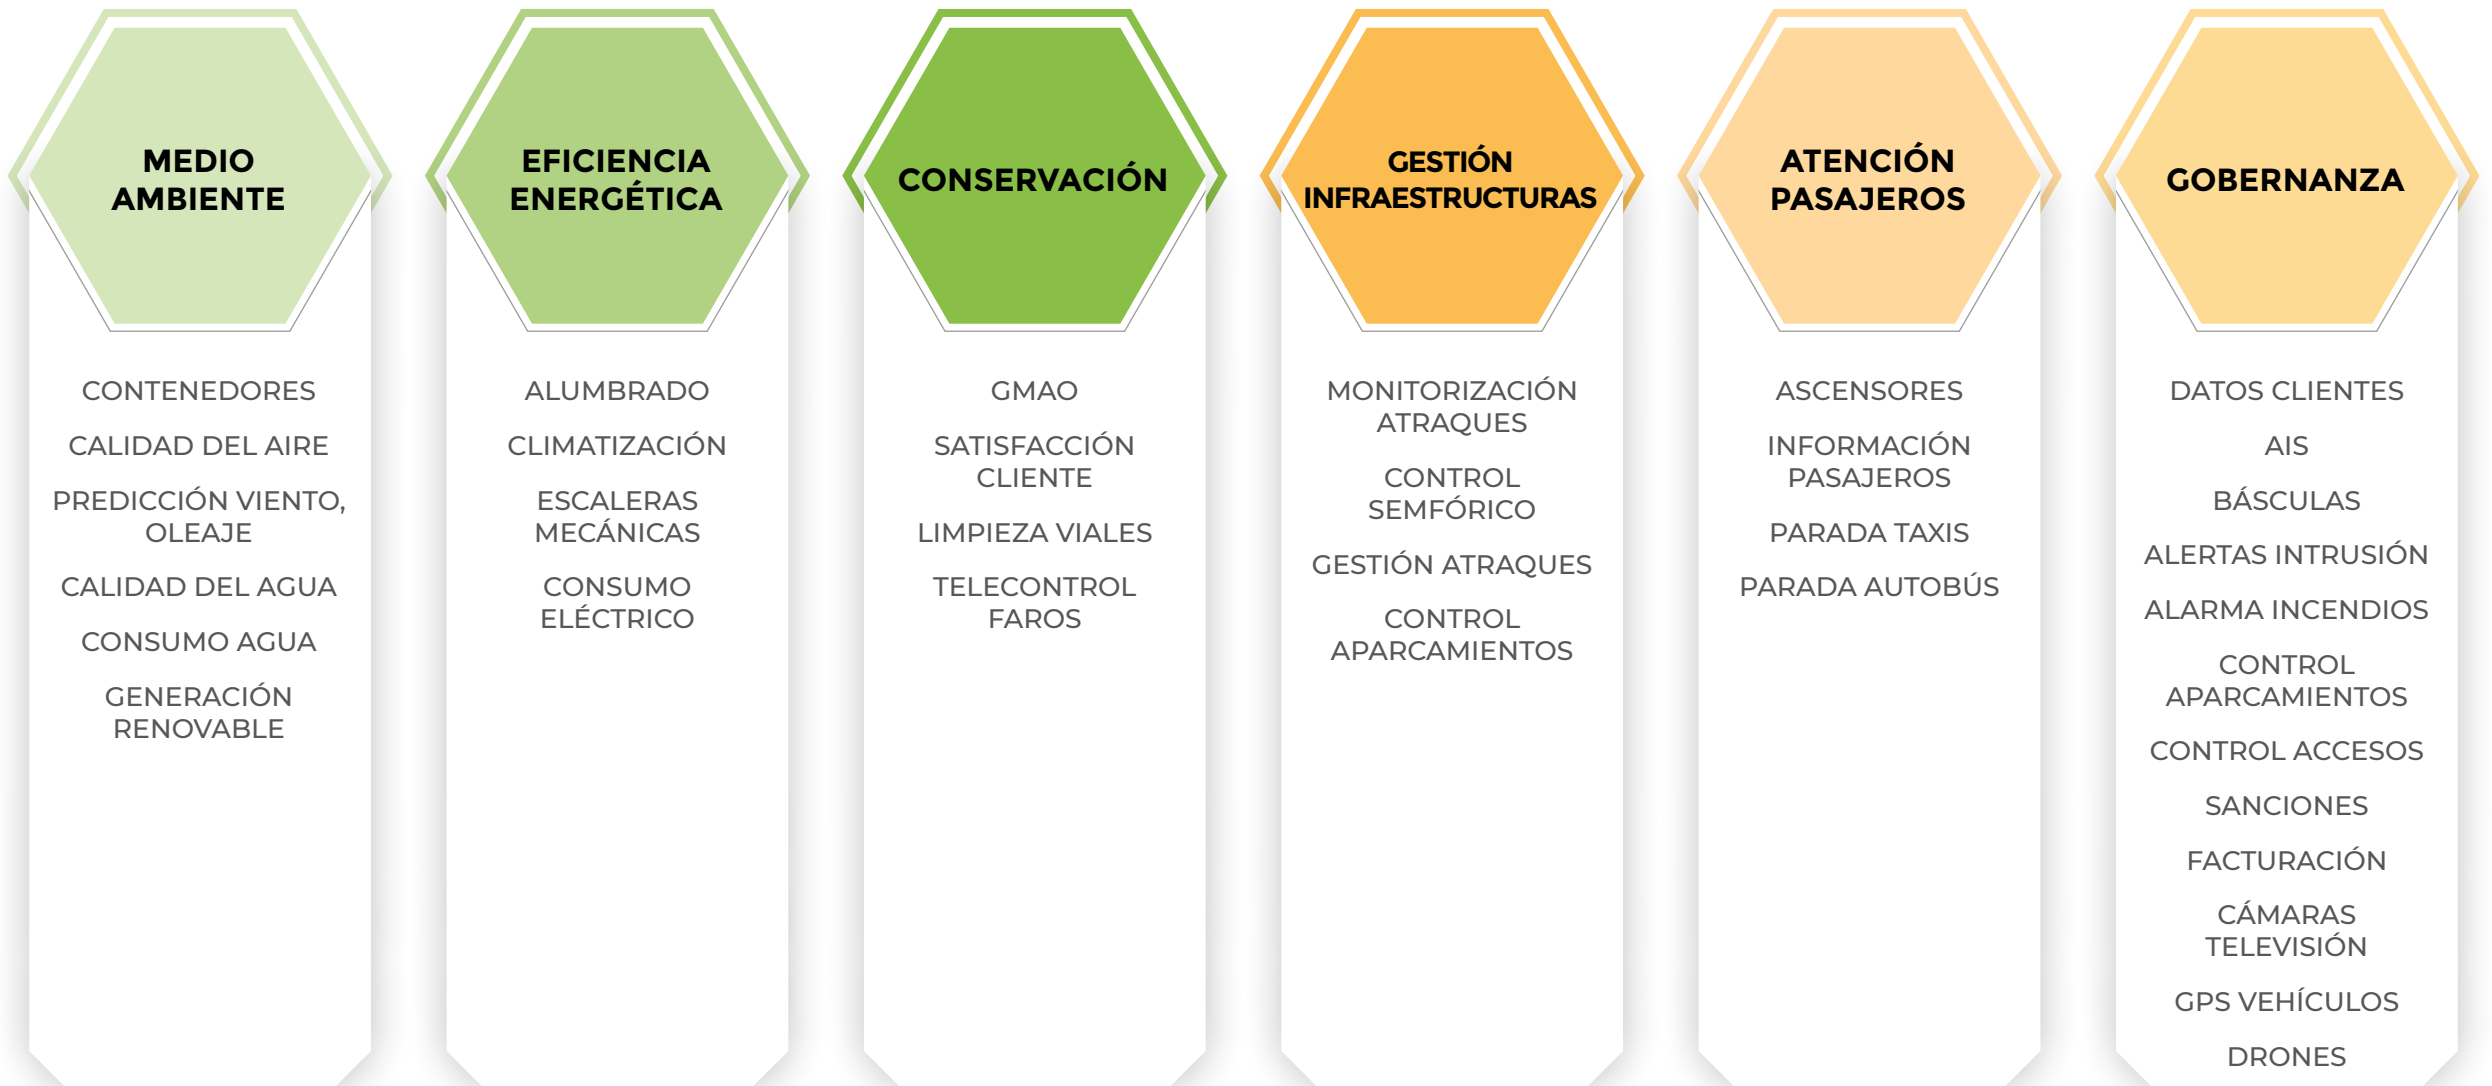 MEDIO
AMBIENTE
CONTENEDORES
CALIDAD DEL AIRE
PREDICCIÓN VIENTO,
OLEAJE
CALIDAD DEL AGUA
CONSUMO AGUA
GENERACIÓN
RENOVABLE
EFICIENCIA
ENERGÉTICA
ALUMBRADO
CLIMATIZACIÓN
ESCALERAS
MECÁNICAS
CONSUMO
ELÉCTRICO
CONSERVACIÓN
GMAO
SATISFACCIÓN
CLIENTE
LIMPIEZA VIALES
TELECONTROL
FAROS
GESTIÓN
INFRAESTRUCTURAS
MONITORIZACIÓN
ATRAQUES
CONTROL
SEMFÓRICO
GESTIÓN ATRAQUES
CONTROL
APARCAMIENTOS
ATENCIÓN
PASAJEROS
ASCENSORES
INFORMACIÓN
PASAJEROS
PARADA TAXIS
PARADA AUTOBÚS
GOBERNANZA
DATOS CLIENTES
AIS
BÁSCULAS
ALERTAS INTRUSIÓN
ALARMA INCENDIOS
CONTROL
APARCAMIENTOS
CONTROL ACCESOS
SANCIONES
FACTURACIÓN
CÁMARAS
TELEVISIÓN
GPS VEHÍCULOS
DRONES